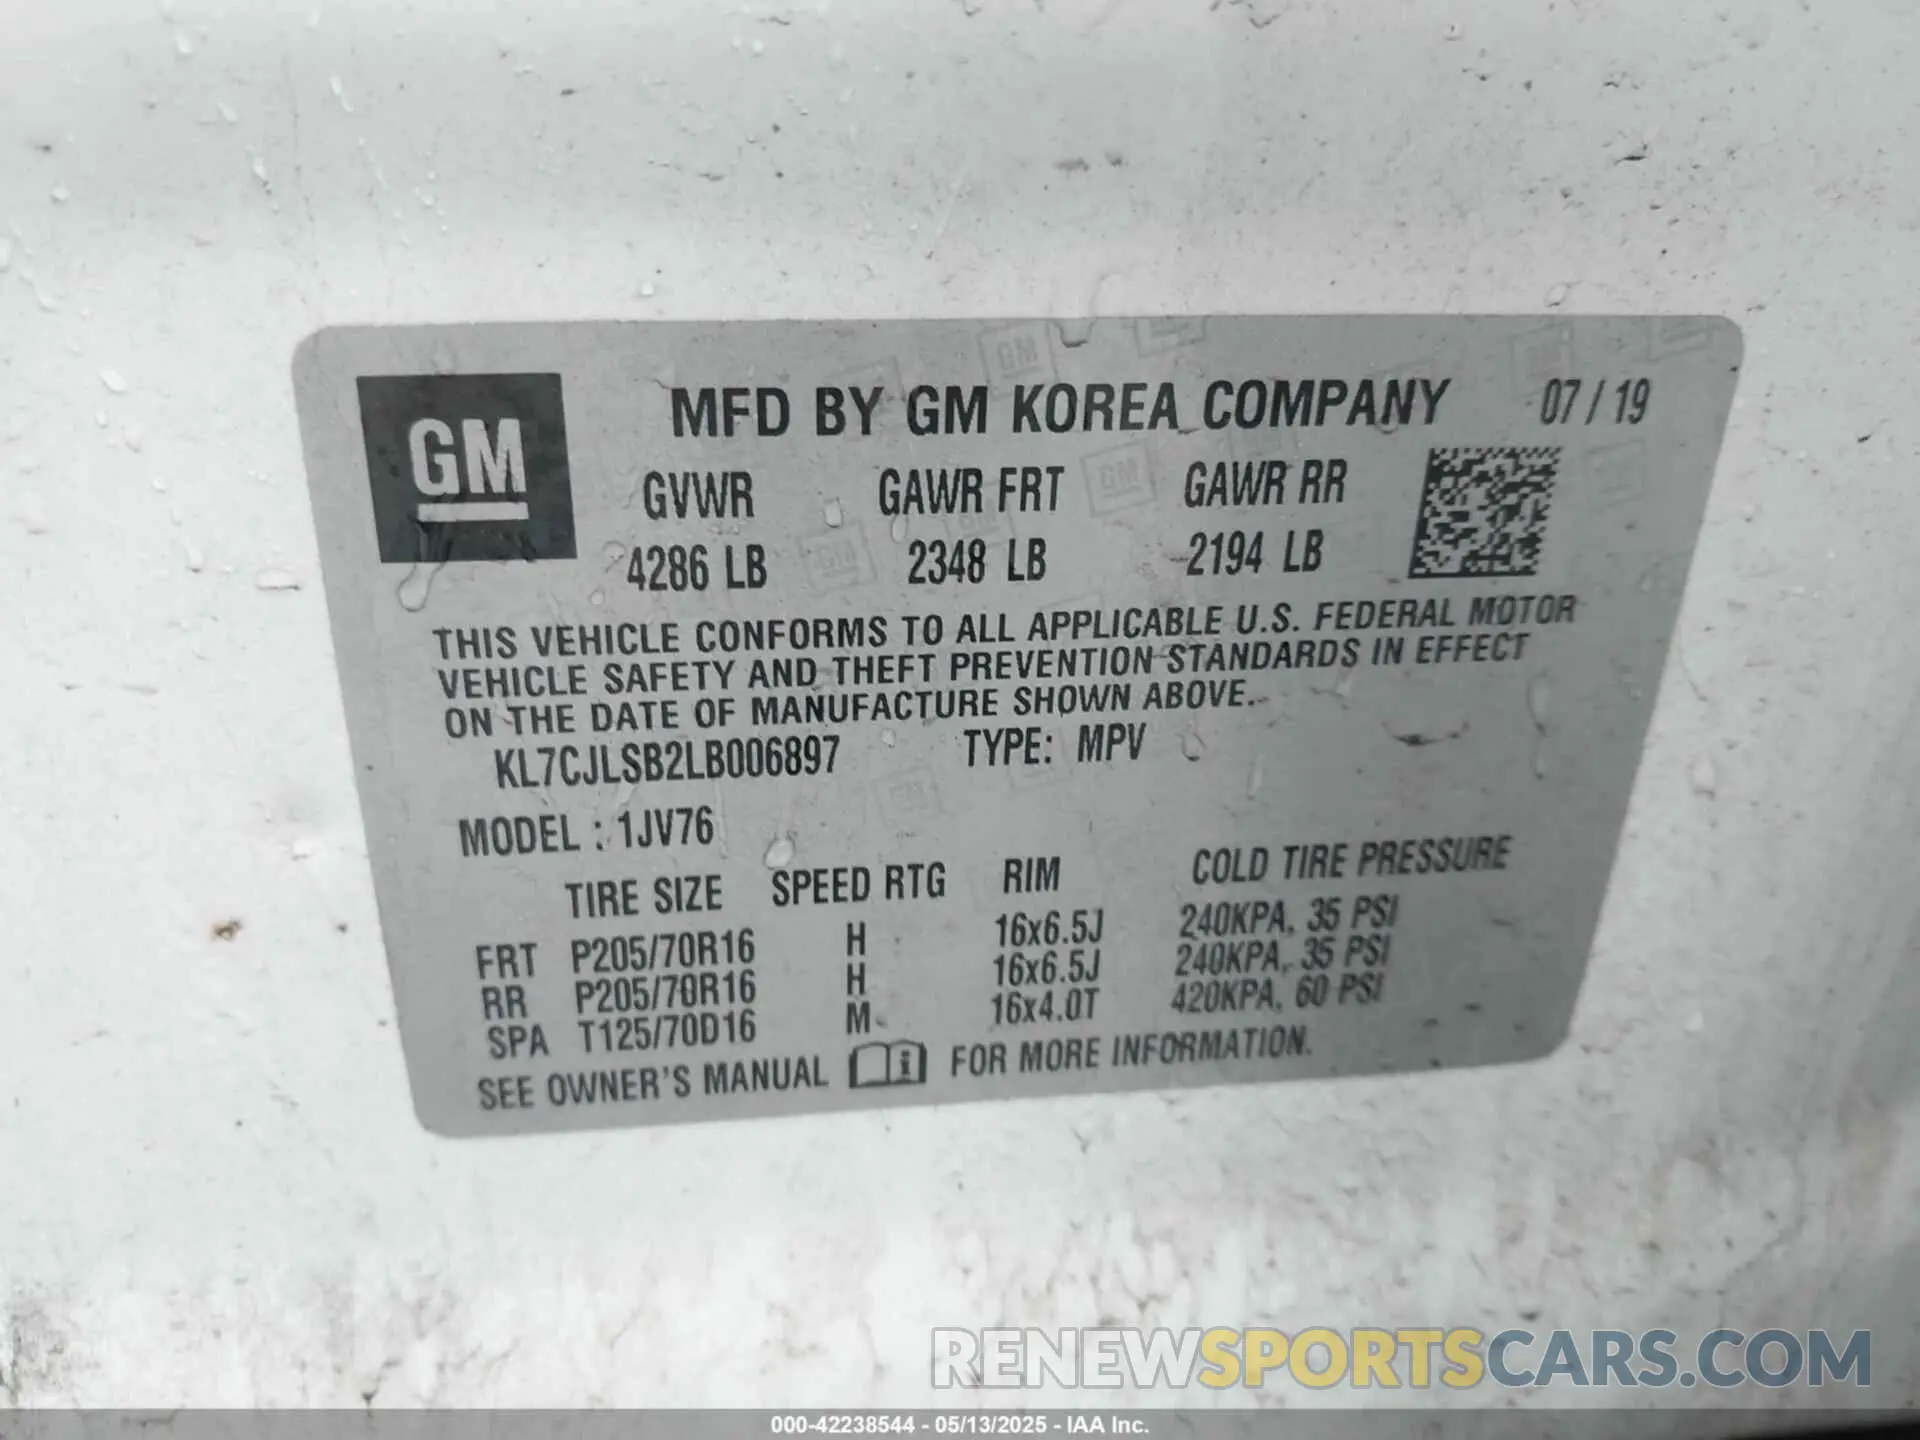 GM
MFD BY GM KOREA COMPANY 07 / 19
GVWR GAWR FRT GAWR RR
4286 LB 2348 LB 2194 LB
THIS VEHICLE CONFORMS TO ALL APPLICABLE U.S. FEDERAL MOTOR
VEHICLE SAFETY AND THEFT PREVENTION STANDARDS IN EFFECT
ON THE DATE OF MANUFACTURE SHOWN ABOVE.
KL7CJLSB2LB006897 TYPE: MPV
MODEL : 1JV76
TIRE SIZE SPEED RTG RIM COLD TIRE PRESSURE
FRT P205/70R16 H 16x6.5J 240KPA, 35 PSI
RR P205/70R16 H 16x6.5J 240KPA, 35 PSI
SPA T125/70D16 M 16x4.0T 420KPA, 60 PSI
SEE OWNER'S MANUAL i FOR MORE INFORMATION.
RENEWSPORTSCARS.COM
000-42238544 - 05/13/2025 - IAA Inc.